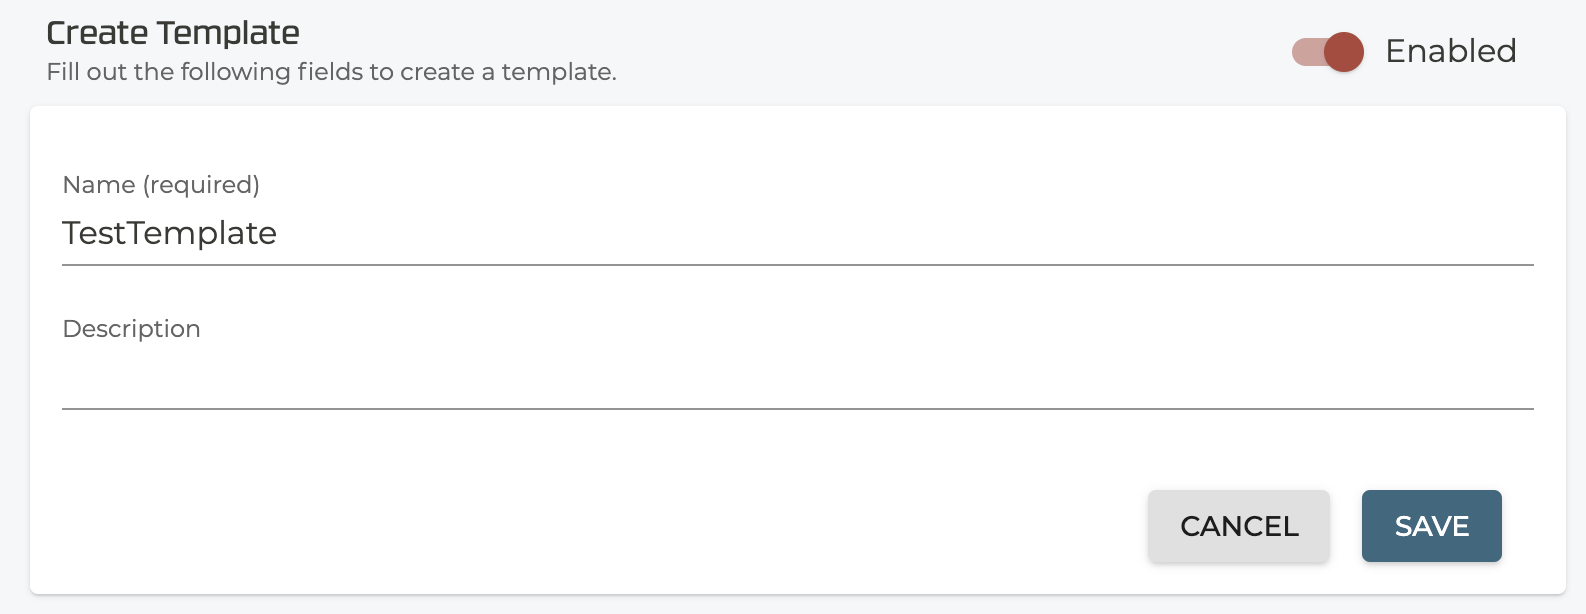 Create Template
Fill out the following fields to create a template.
Enabled
Name (required)
TestTemplate
Description
CANCEL
SAVE